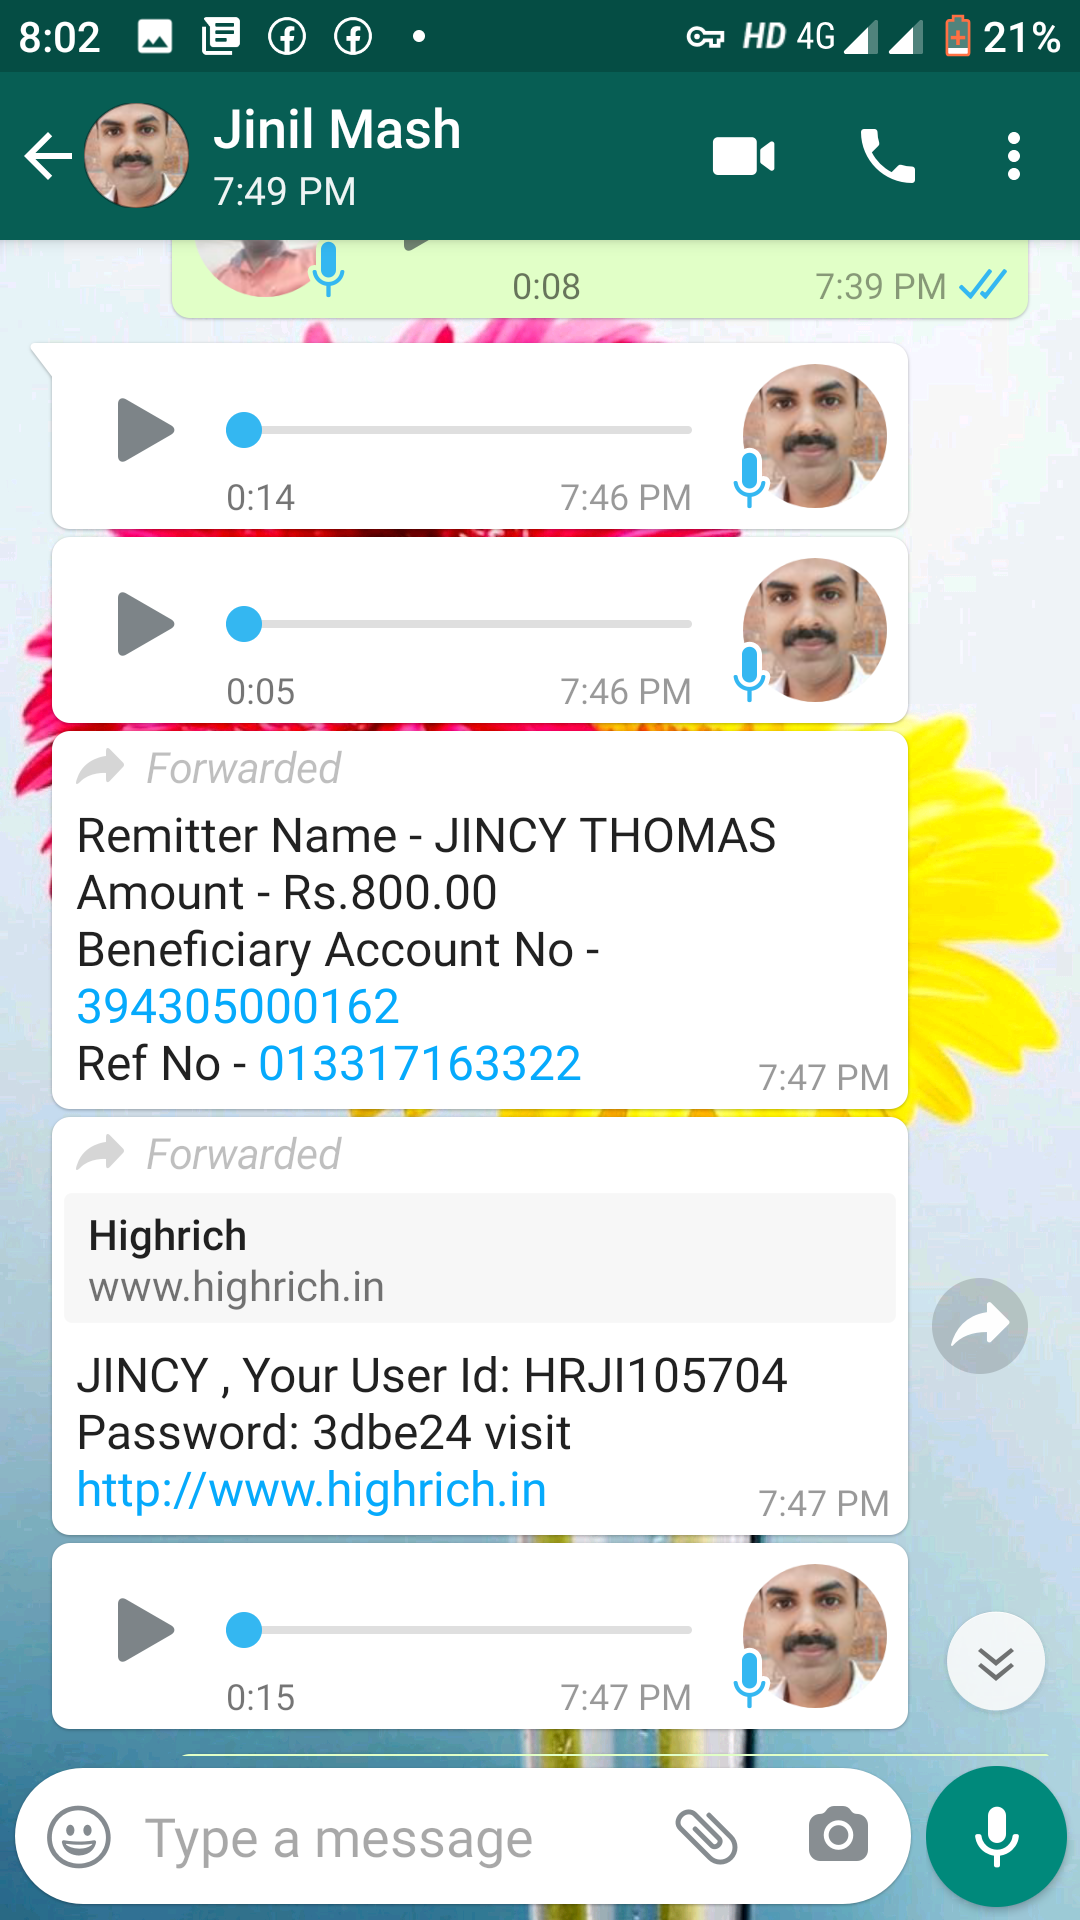 8:02 HD 4G 21%
Jinil Mash
7:49 PM
0:08 7:39 PM
0:14 7:46 PM
0:05 7:46 PM
Forwarded
Remitter Name - JINCY THOMAS
Amount - Rs.800.00
Beneficiary Account No -
394305000162
Ref No - 013317163322
7:47 PM
Forwarded
Highrich
www.highrich.in
JINCY , Your User Id: HRJI105704
Password: 3dbe24 visit
http://www.highrich.in
7:47 PM
0:15 7:47 PM
Type a message